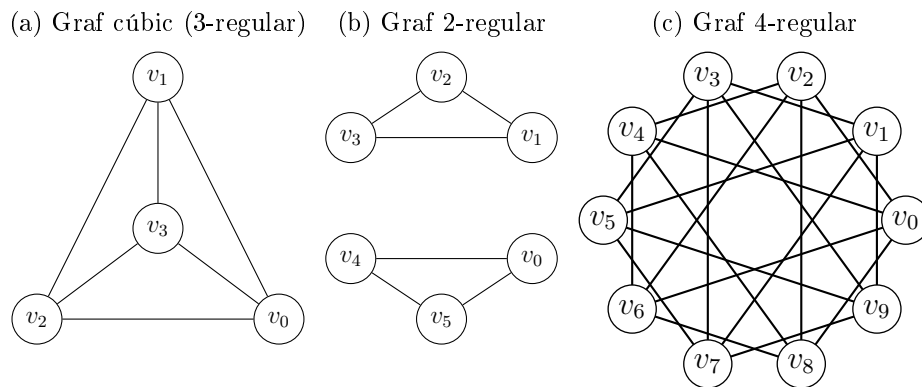 (a) Graf cúbic (3-regular)
(b) Graf 2-regular
(c) Graf 4-regular
v₁
v₃
v₂
v₀
v₂
v₃
v₁
v₄
v₀
v₅
v₃
v₂
v₄
v₁
v₅
v₀
v₆
v₉
v₇
v₈